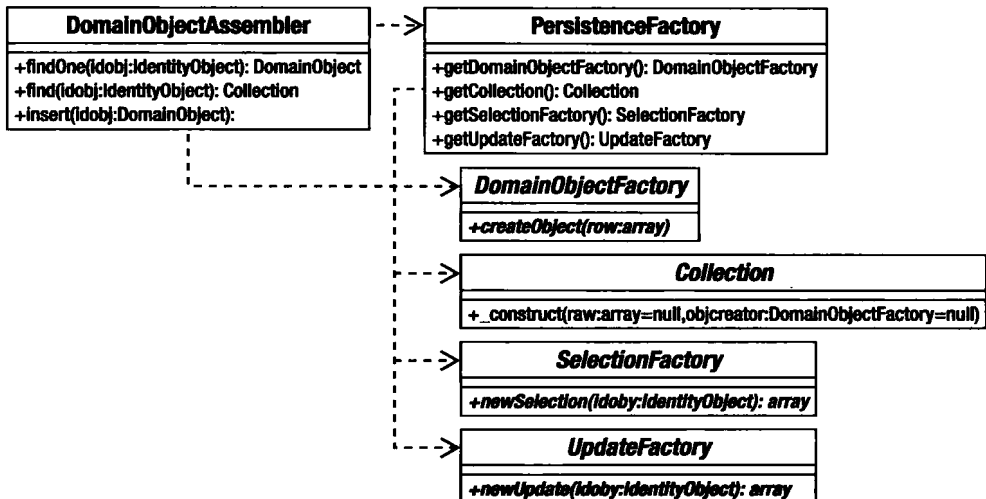 DomainObjectAssembler
+findOne(idobj:IdentityObject): DomainObject
+find(idobj:IdentityObject): Collection
+insert(idobj:DomainObject):
PersistenceFactory
+getDomainObjectFactory(): DomainObjectFactory
+getCollection(): Collection
+getSelectionFactory(): SelectionFactory
+getUpdateFactory(): UpdateFactory
DomainObjectFactory
+createObject(row:array)
Collection
+_construct(raw:array=null,objcreator:DomainObjectFactory=null)
SelectionFactory
+newSelection(idoby:IdentityObject): array
UpdateFactory
+newUpdate(idoby:IdentityObject): array